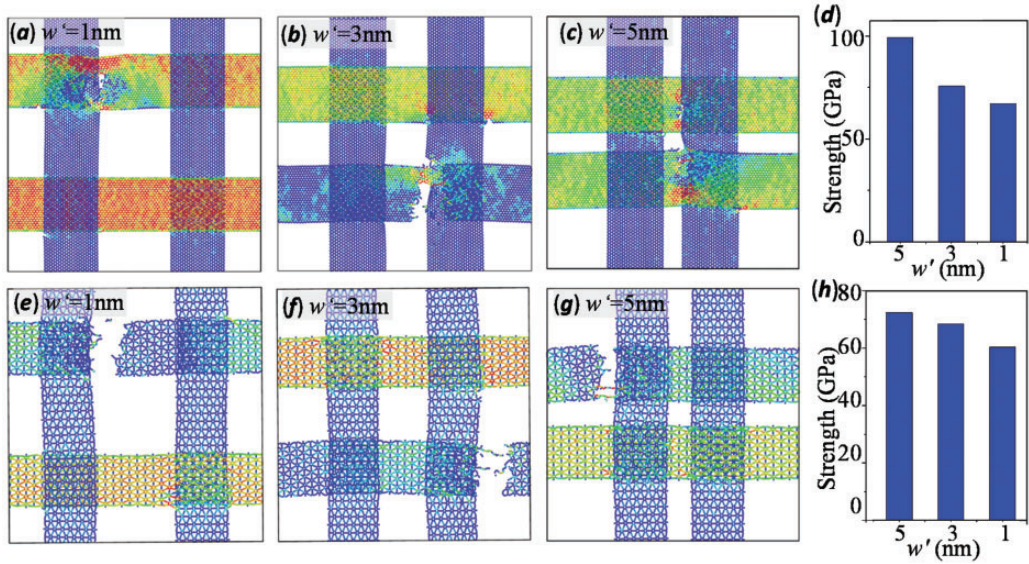 (a) w‘=1nm
(b) w‘=3nm
(c) w‘=5nm
(d)
100
50
0
Strength (GPa)
5 3 1
w′ (nm)
(e) w‘=1nm
(f) w‘=3nm
(g) w‘=5nm
(h)
80
60
40
20
0
Strength (GPa)
5 3 1
w′ (nm)